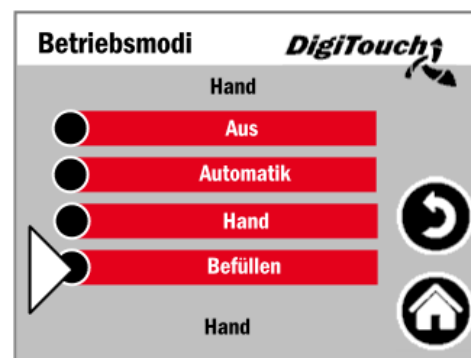 Betriebsmodi DigiTouch
Hand
Aus
Automatik
Hand
Befüllen
Hand